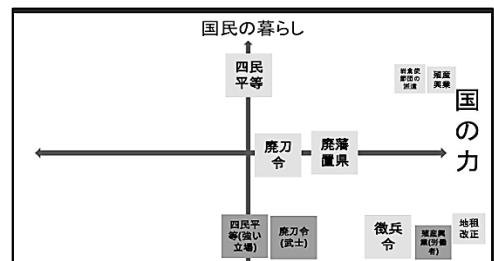 国民の暮らし
四民
平等
岩倉使
節団の
派遣
殖産
興業
国の力
廃刀
令
廃藩
置県
四民平
等(強い
立場)
廃刀令
(武士)
徴兵
令
殖産興
業(労働
者)
地租
改正